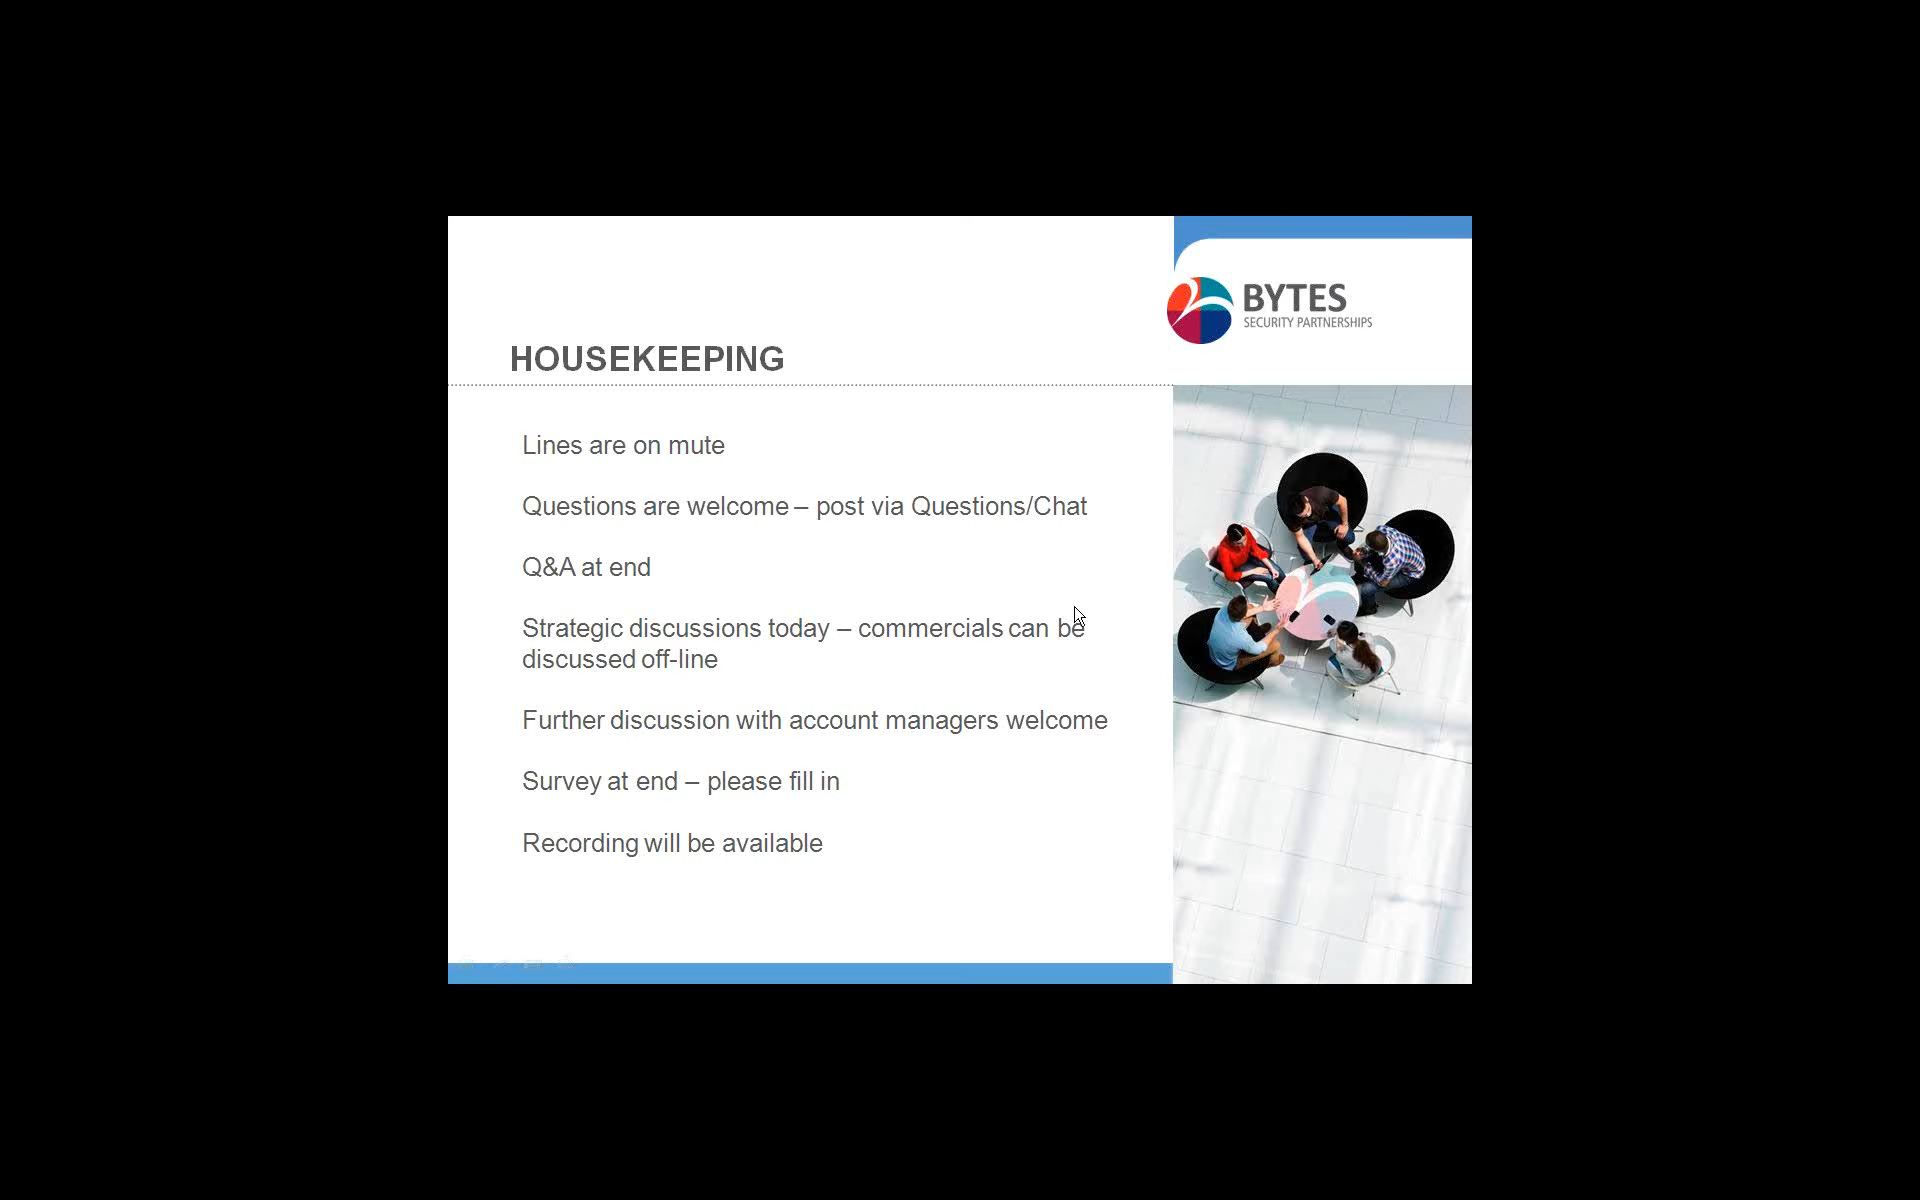 BYTES
SECURITY PARTNERSHIPS
HOUSEKEEPING
Lines are on mute
Questions are welcome – post via Questions/Chat
Q&A at end
Strategic discussions today – commercials can be
discussed off-line
Further discussion with account managers welcome
Survey at end – please fill in
Recording will be available